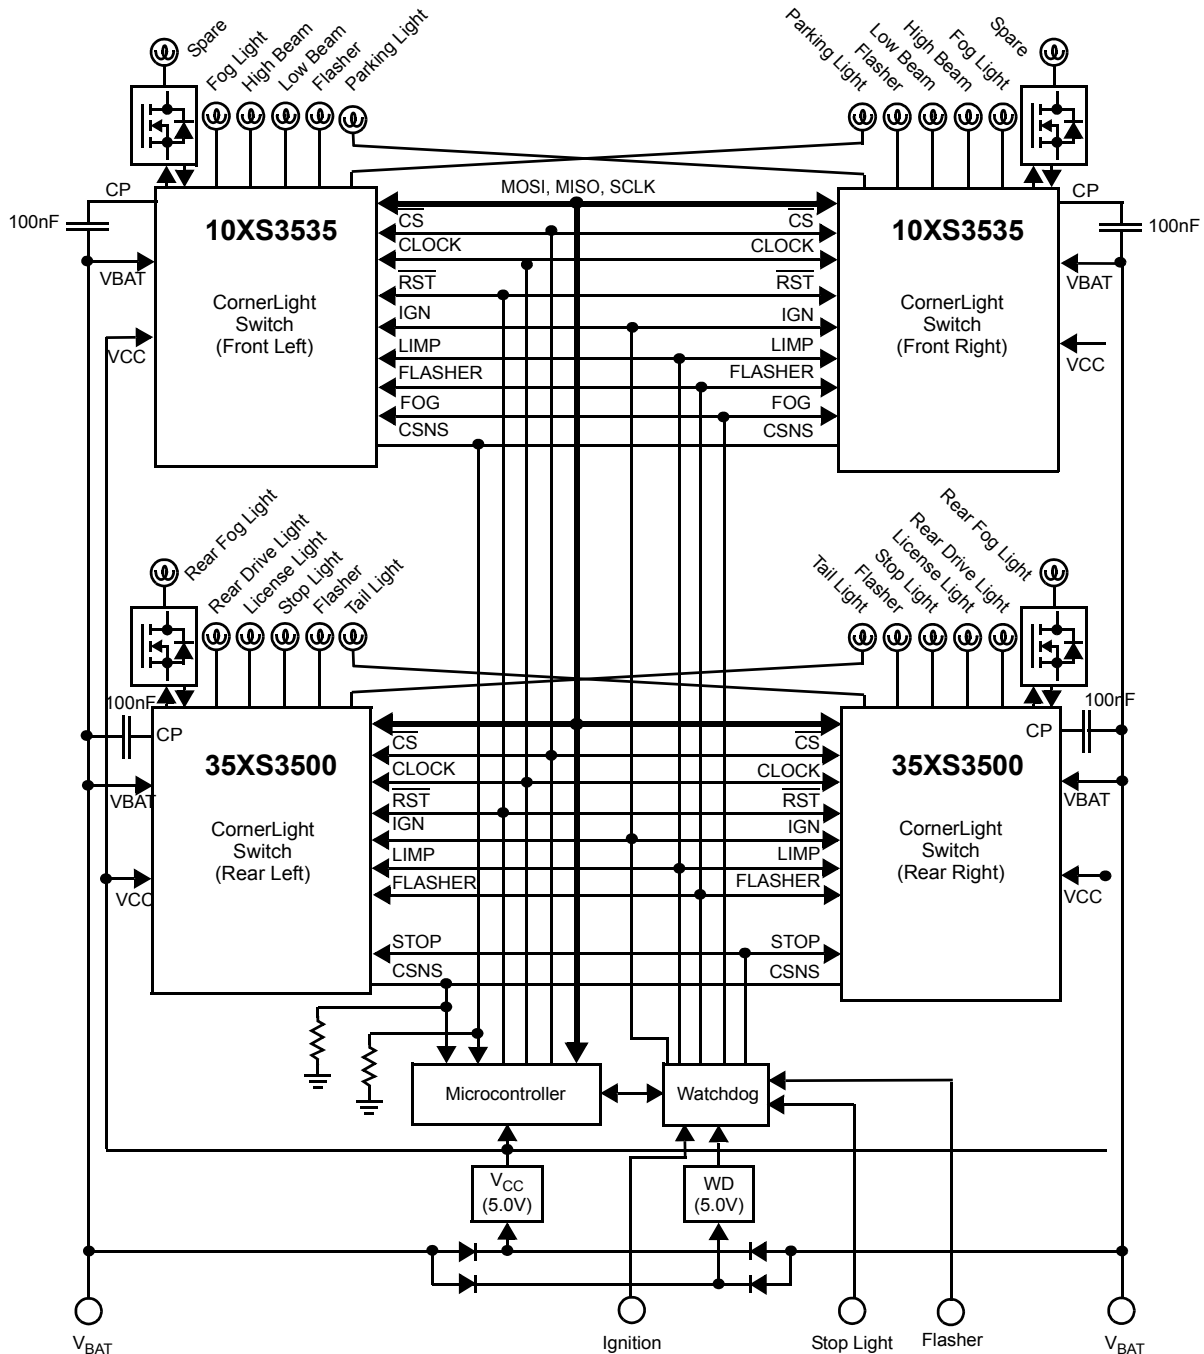 Spare
Fog Light
High Beam
Low Beam
Flasher
Parking Light
Parking Light
Flasher
Low Beam
High Beam
Fog Light
Spare
CP
100nF
VBAT
VCC
10XS3535
CornerLight
Switch
(Front Left)
MOSI, MISO, SCLK
CS
CS
CLOCK
CLOCK
RST
RST
IGN
IGN
LIMP
LIMP
FLASHER
FLASHER
FOG
FOG
CSNS
CSNS
10XS3535
CornerLight
Switch
(Front Right)
CP
100nF
VBAT
VCC
Rear Fog Light
Rear Drive Light
License Light
Stop Light
Flasher
Tail Light
Tail Light
Flasher
Stop Light
License Light
Rear Drive Light
Rear Fog Light
100nF
CP
VBAT
VCC
35XS3500
CornerLight
Switch
(Rear Left)
CS
CS
CLOCK
CLOCK
RST
RST
IGN
IGN
LIMP
LIMP
FLASHER
FLASHER
STOP
STOP
CSNS
CSNS
100nF
CP
35XS3500
CornerLight
Switch
(Rear Right)
VBAT
VCC
Microcontroller
Watchdog
VCC
(5.0V)
WD
(5.0V)
VBAT
Ignition
Stop Light
Flasher
VBAT